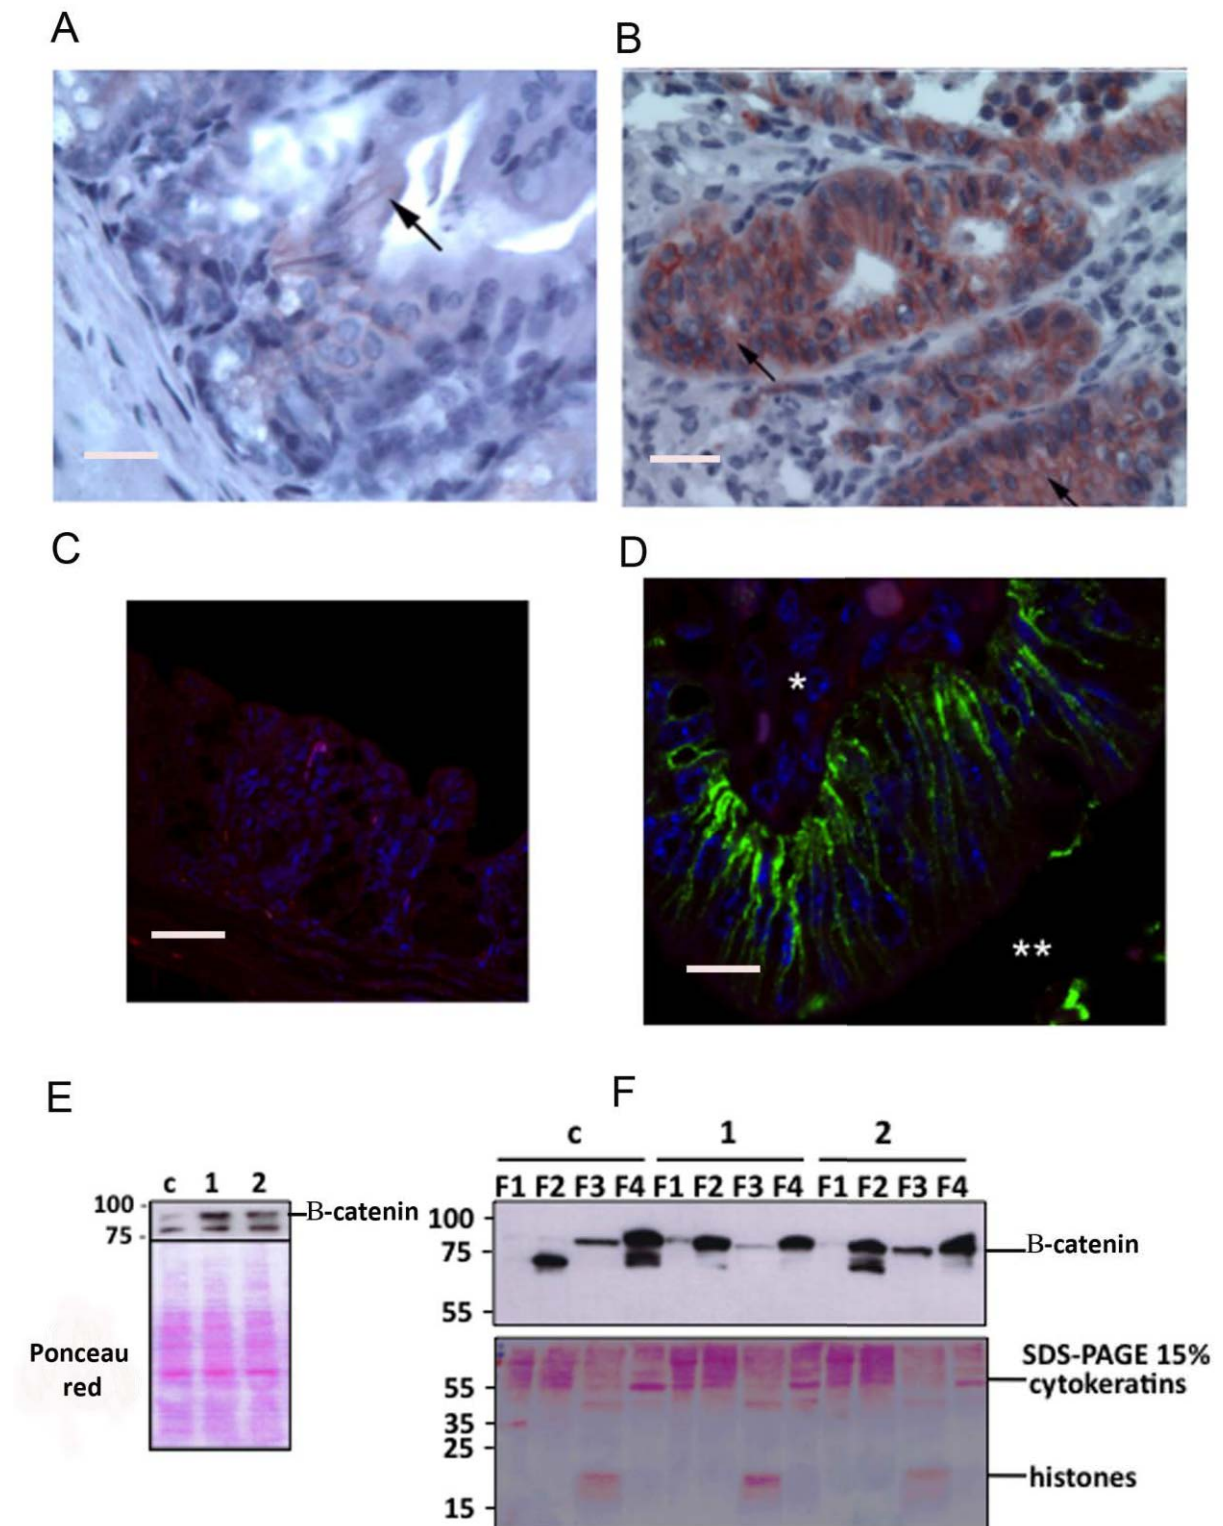 A
B
C
D
*
**
E
F
c 1 2
c 1 2
F1 F2 F3 F4 F1 F2 F3 F4 F1 F2 F3 F4
100
B-catenin
75
100
75
B-catenin
55
Ponceau
red
SDS-PAGE 15%
55
cytokeratins
35
25
histones
15